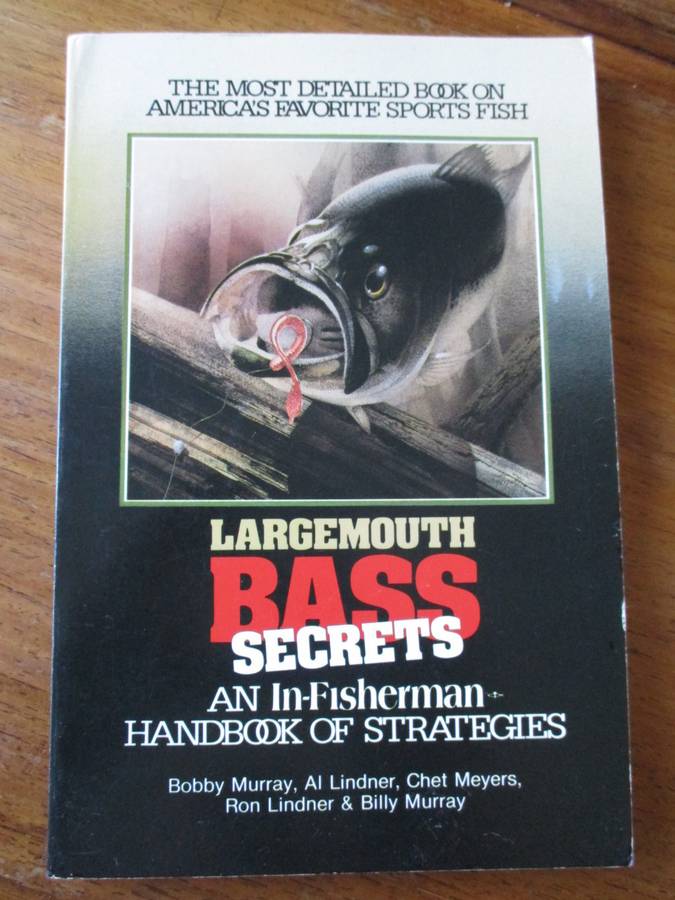 THE MOST DETAILED BOOK ON
AMERICA'S FAVORITE SPORTS FISH
LARGEMOUTH
BASS
SECRETS
AN In-Fisherman
HANDBOOK OF STRATEGIES
Bobby Murray, Al Lindner, Chet Meyers,
Ron Lindner & Billy Murray